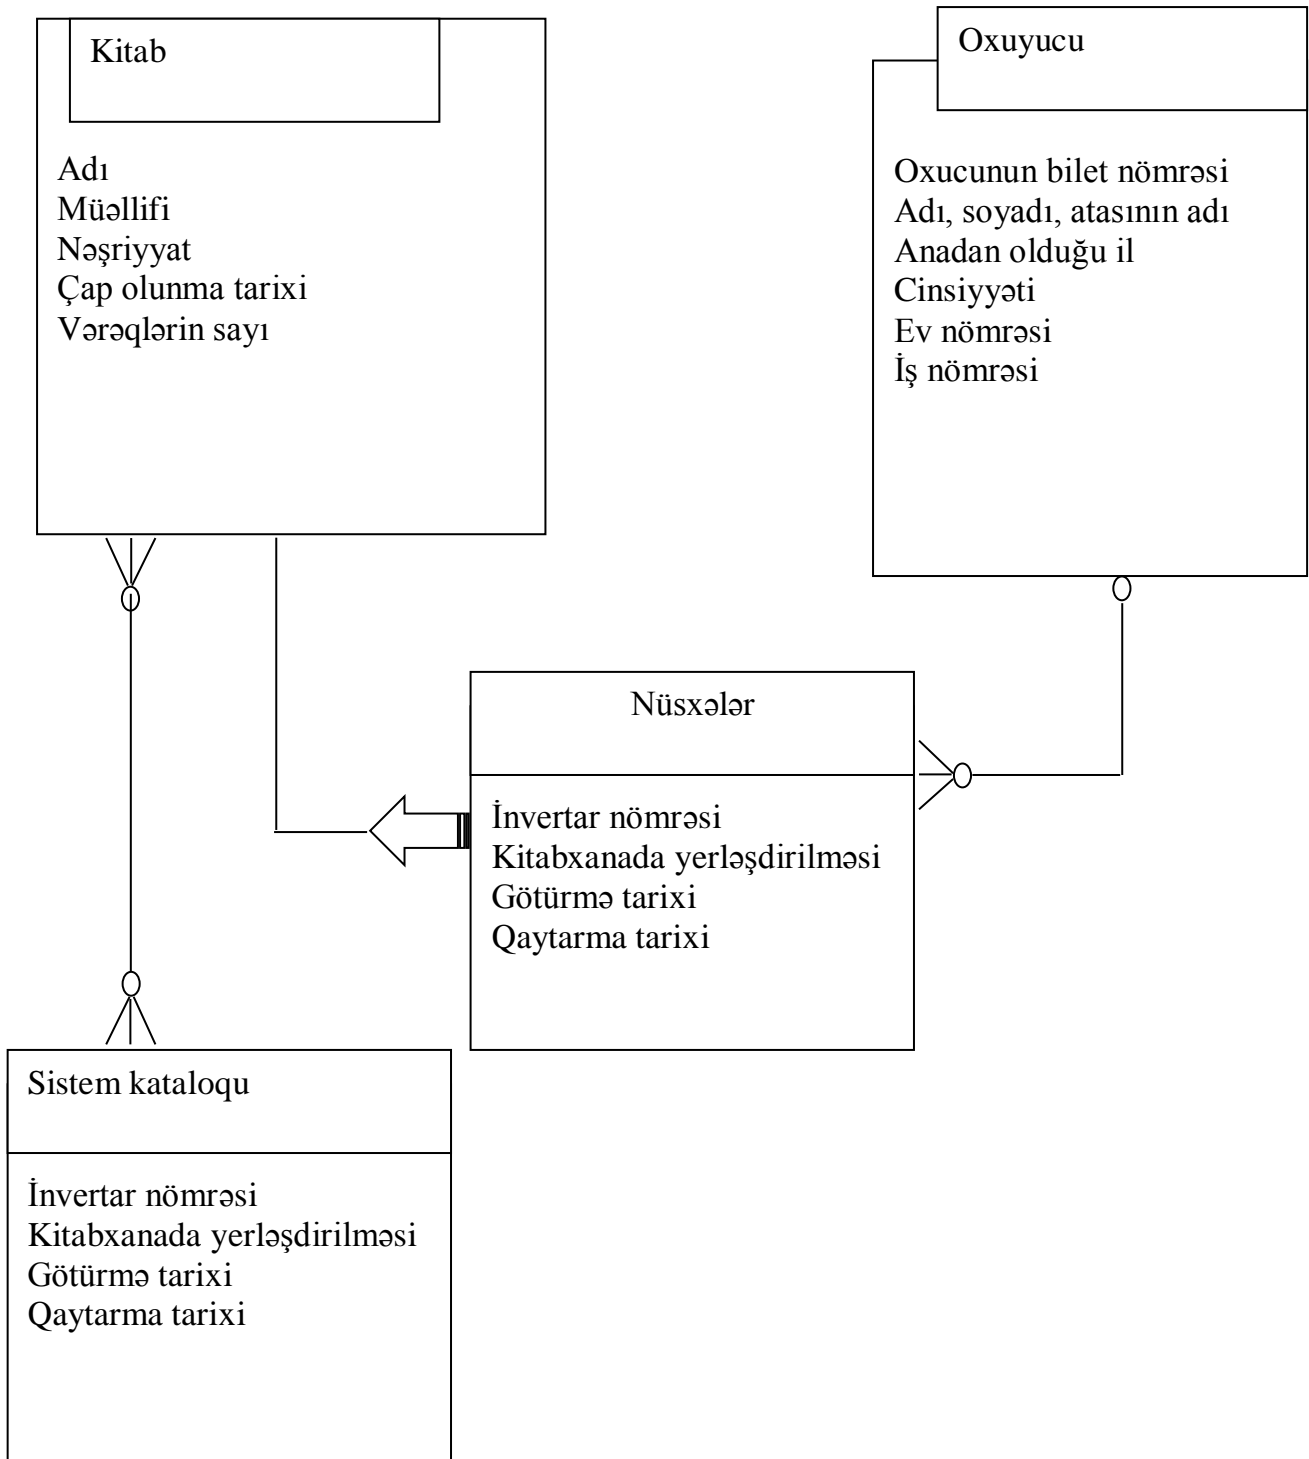 Kitab
Adı
Müəllifi
Nəşriyyat
Çap olunma tarixi
Vərəqlərin sayı
Oxuyucu
Oxucunun bilet nömrəsi
Adı, soyadı, atasının adı
Anadan olduğu il
Cinsiyyəti
Ev nömrəsi
İş nömrəsi
Nüsxələr
İnvertar nömrəsi
Kitabxanada yerləşdirilməsi
Götürmə tarixi
Qaytarma tarixi
Sistem kataloqu
İnvertar nömrəsi
Kitabxanada yerləşdirilməsi
Götürmə tarixi
Qaytarma tarixi